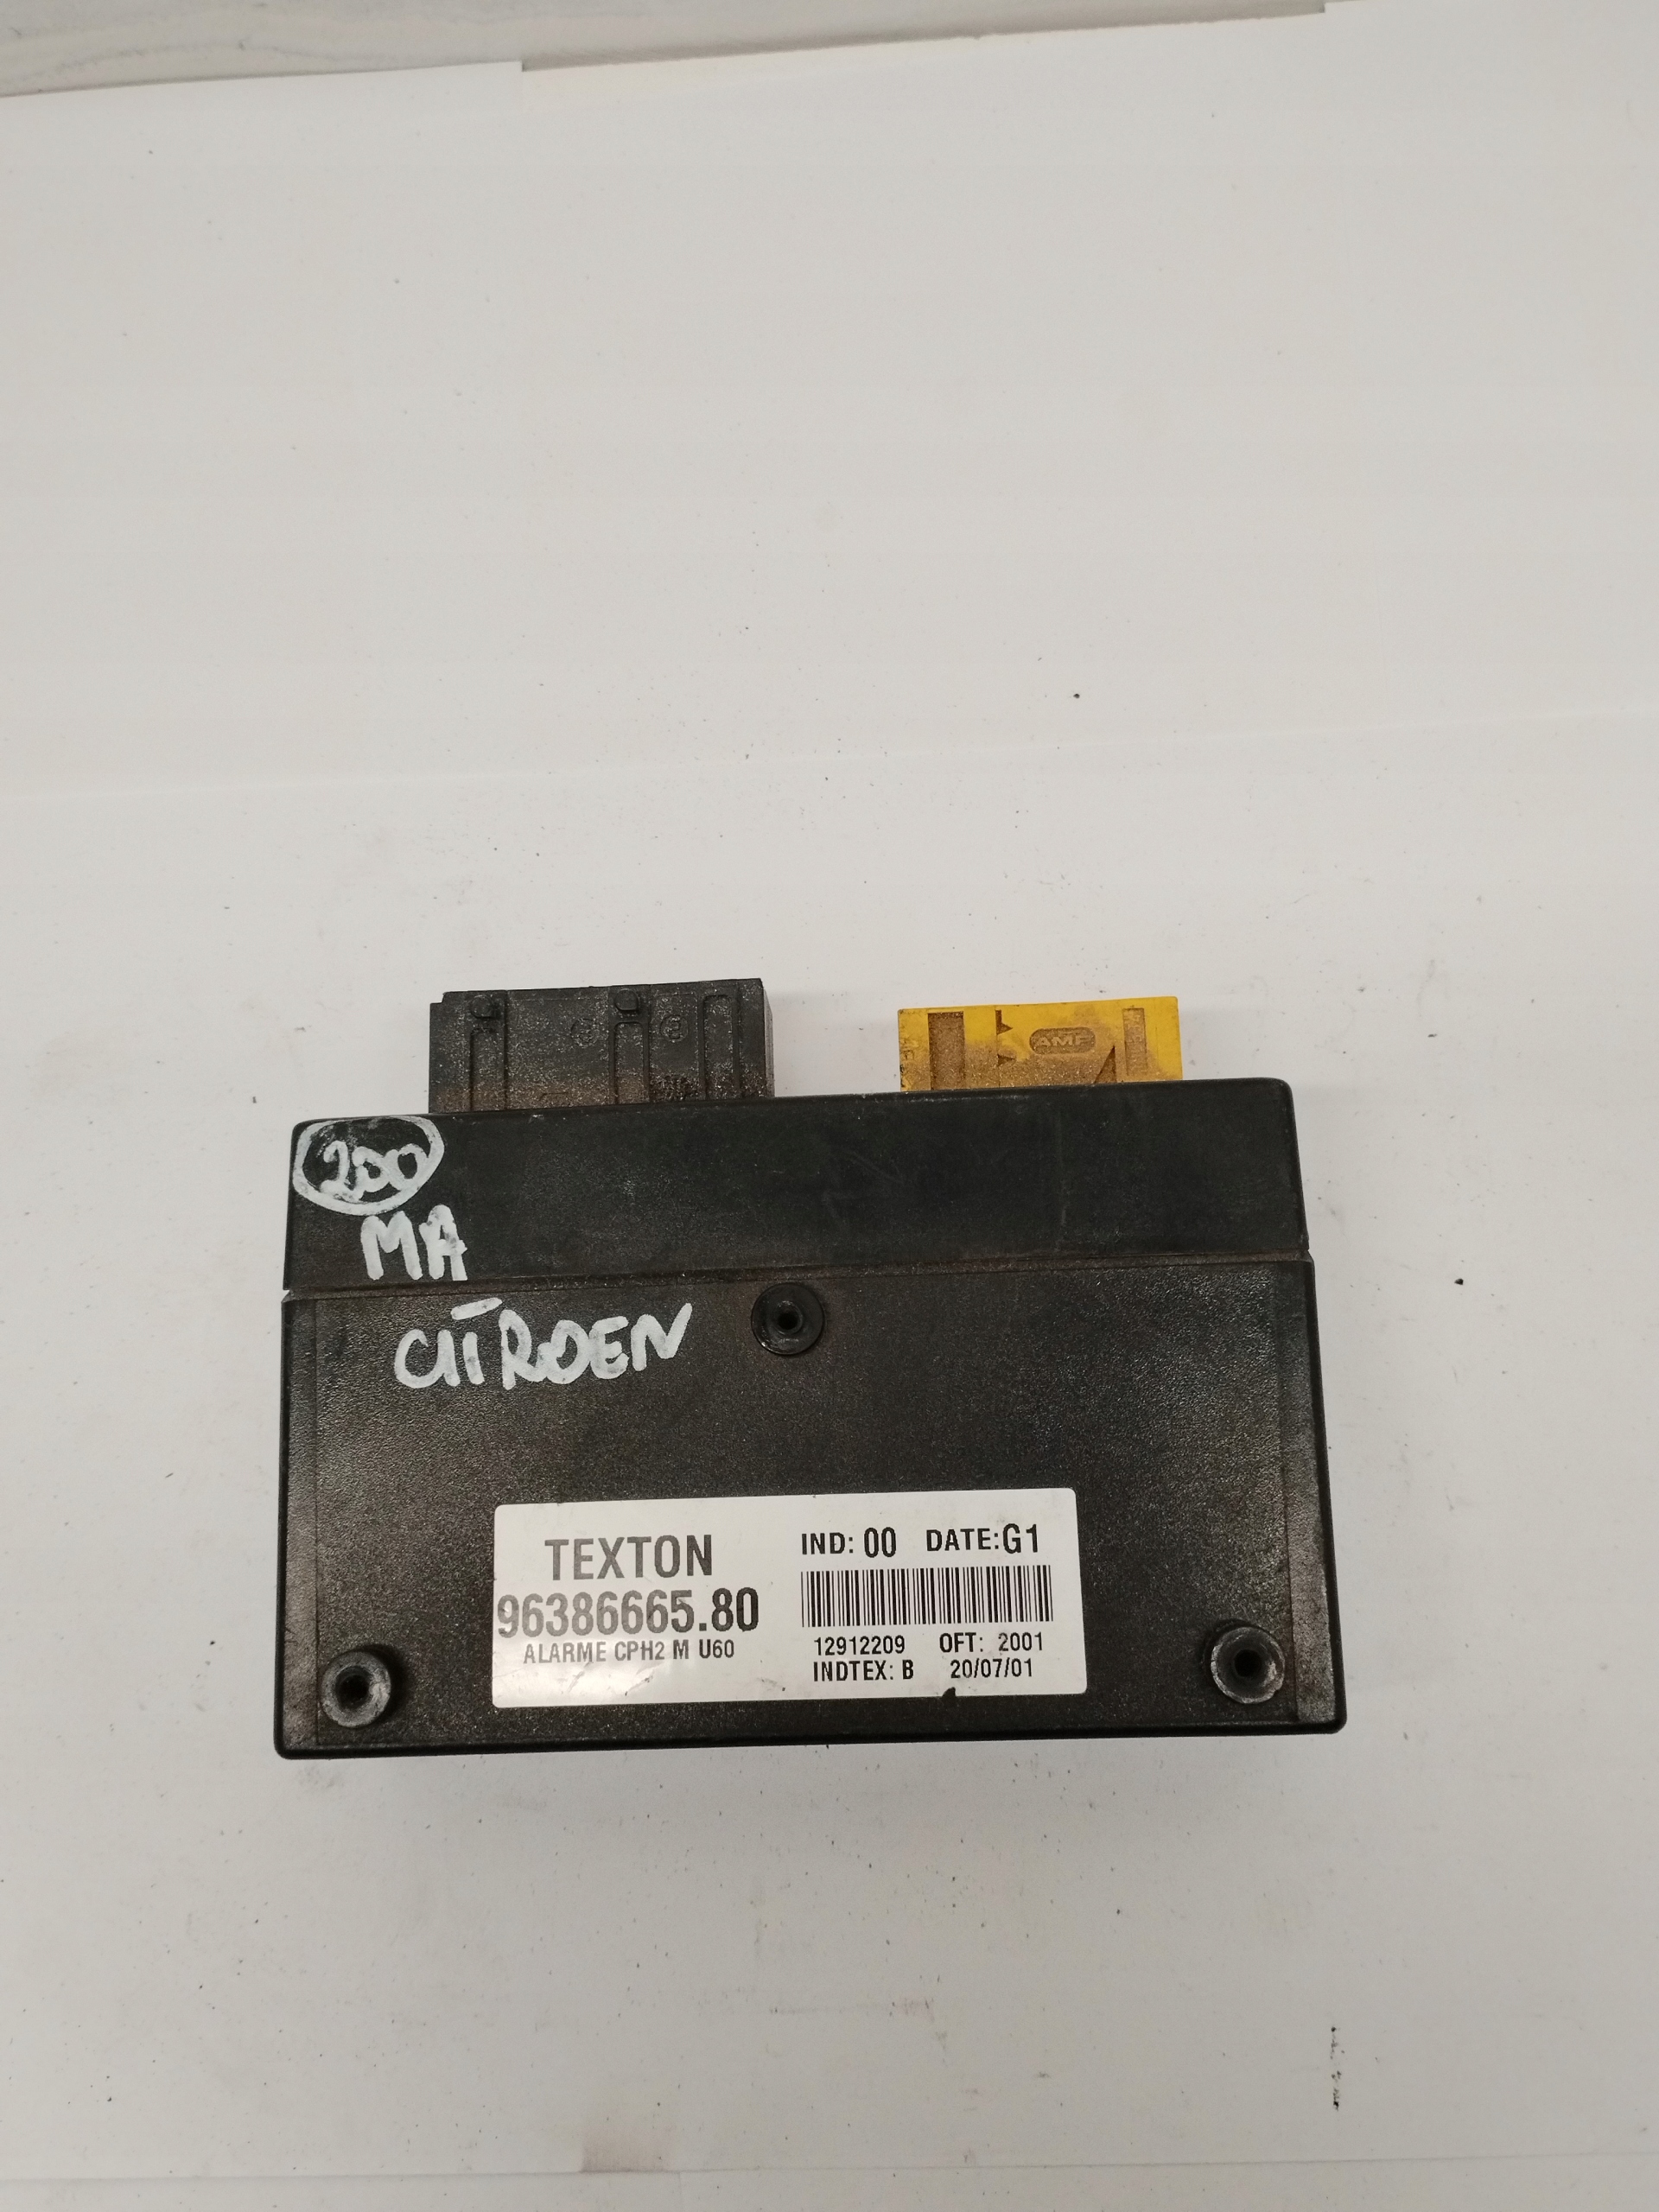 AMP
200
MA
CITROEN
TEXTON
96386665.80
ALARME CPH2 M U60
IND: 00 DATE: G1
12912209 OFT: 2001
INDTEX: B 20/07/01